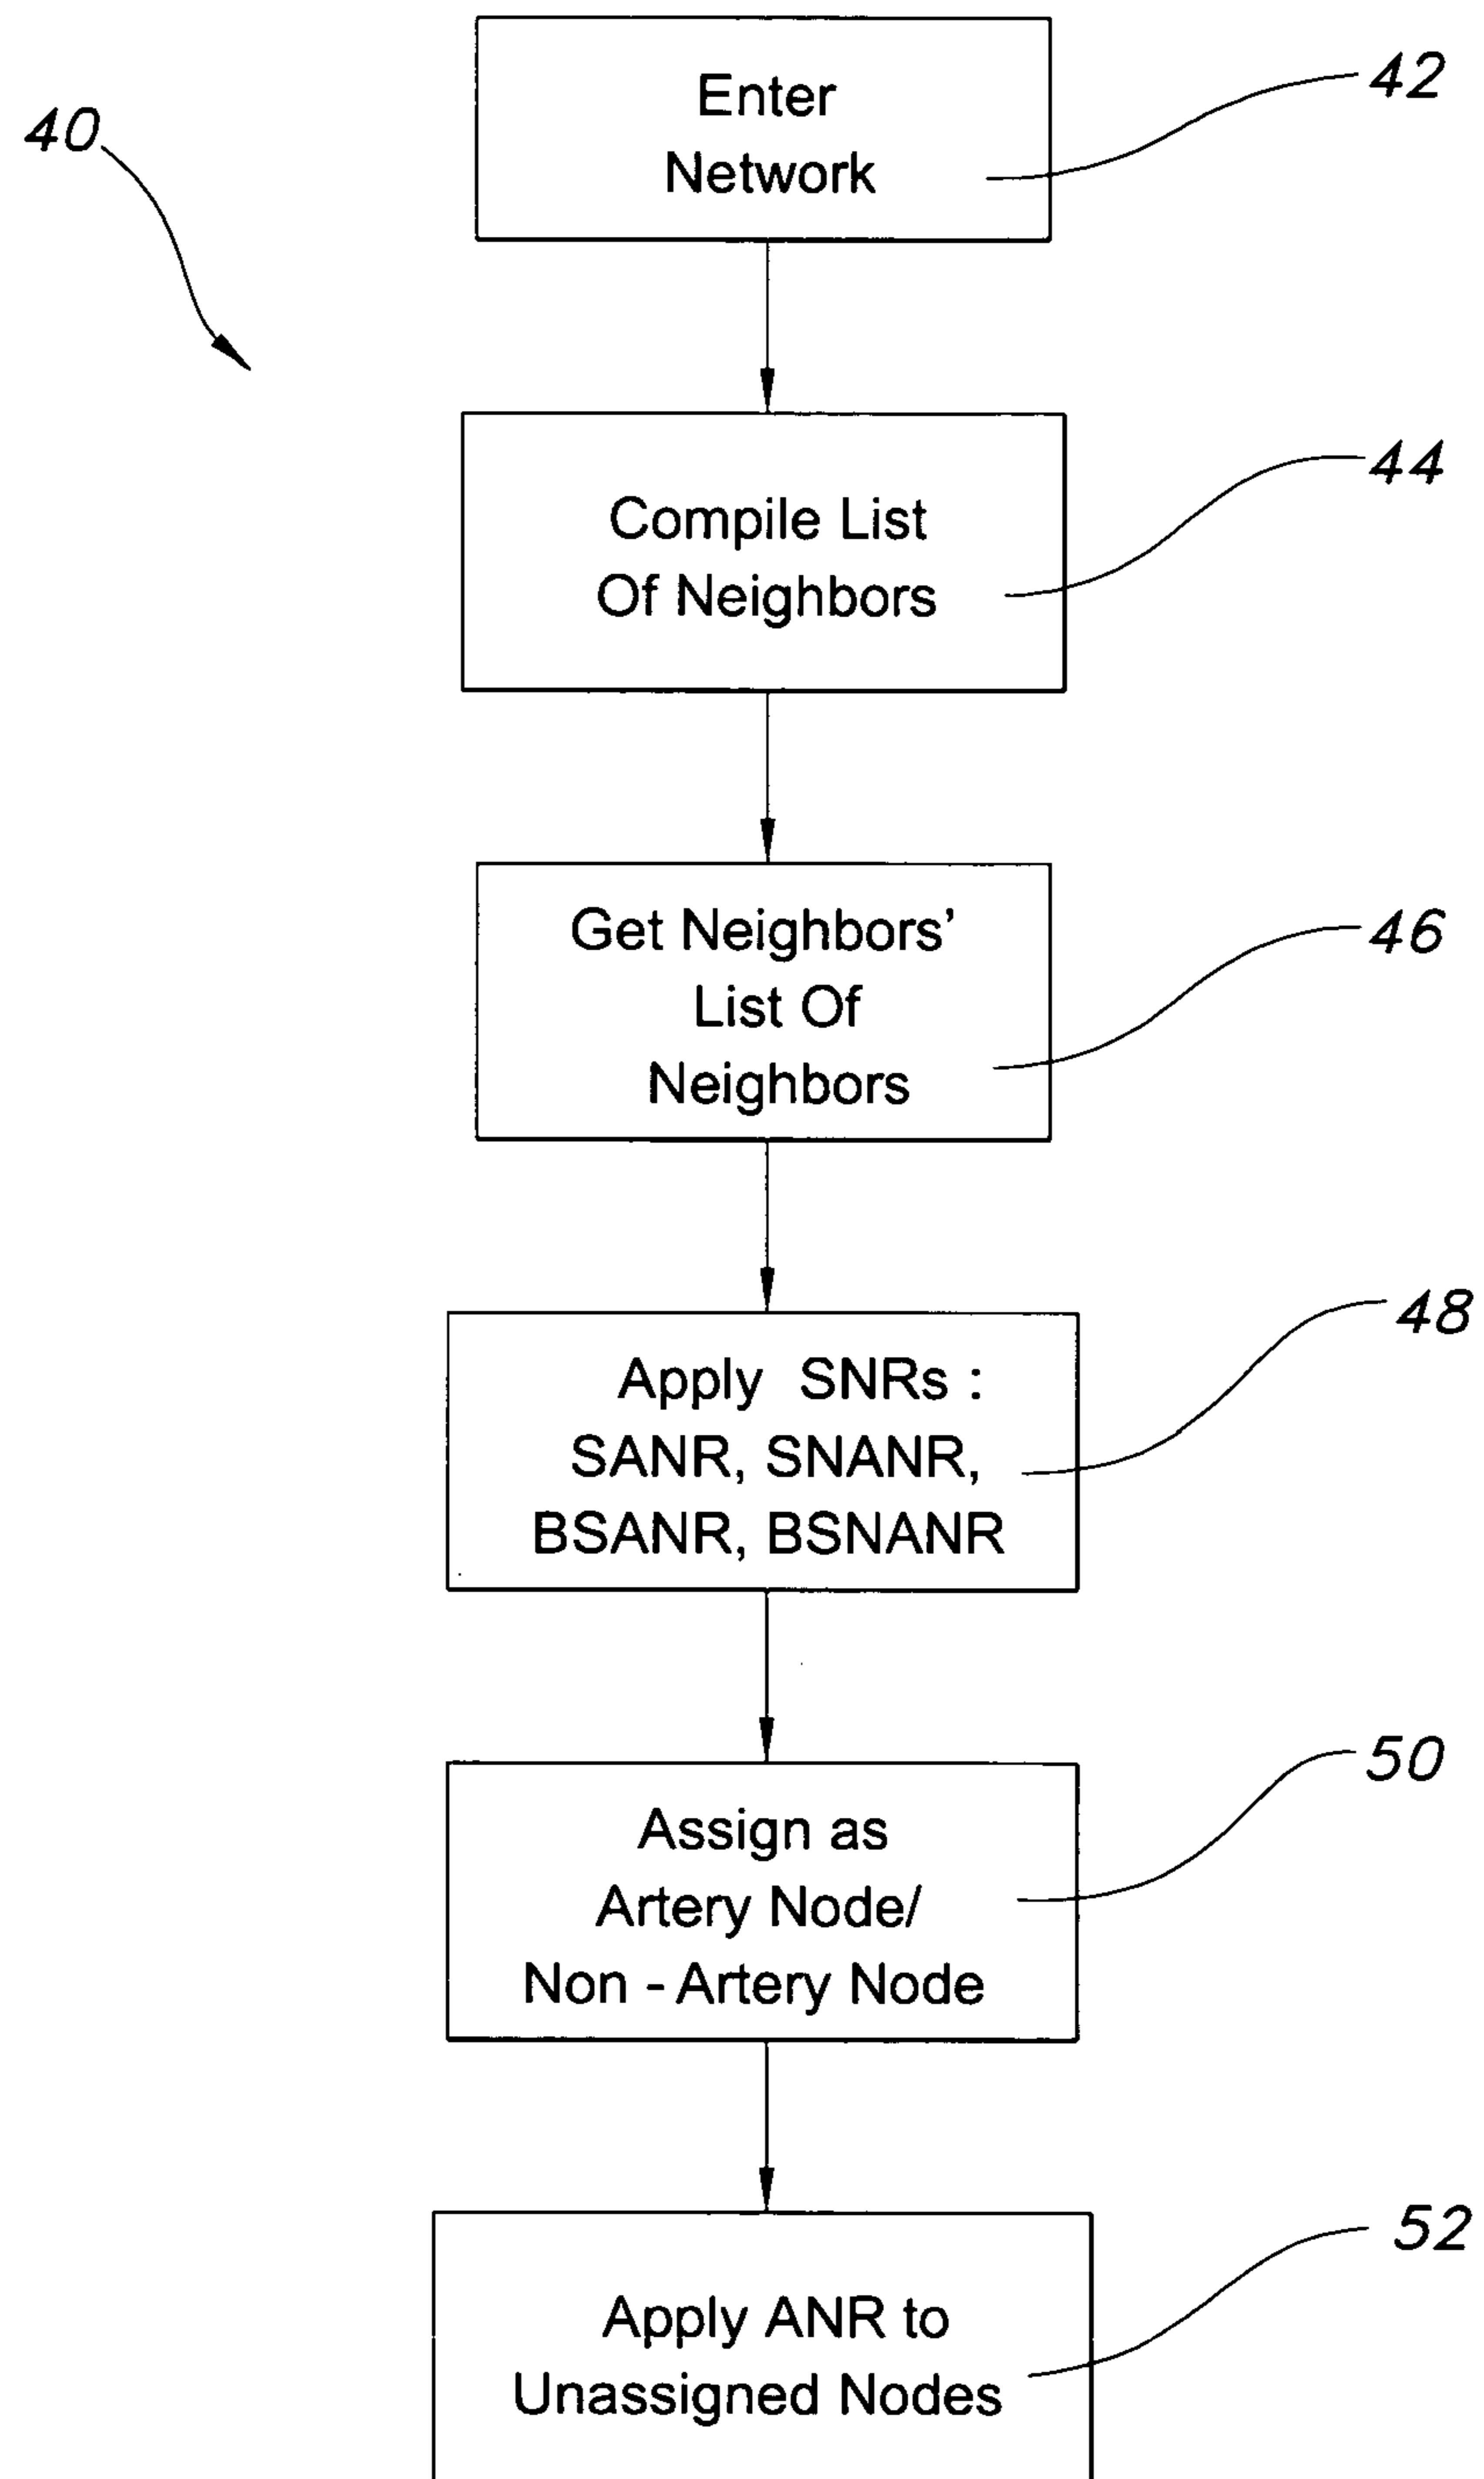 40
Enter
Network
42
Compile List
Of Neighbors
44
Get Neighbors'
List Of
Neighbors
46
Apply SNRs :
SANR, SNANR,
BSANR, BSNANR
48
Assign as
Artery Node/
Non - Artery Node
50
Apply ANR to
Unassigned Nodes
52